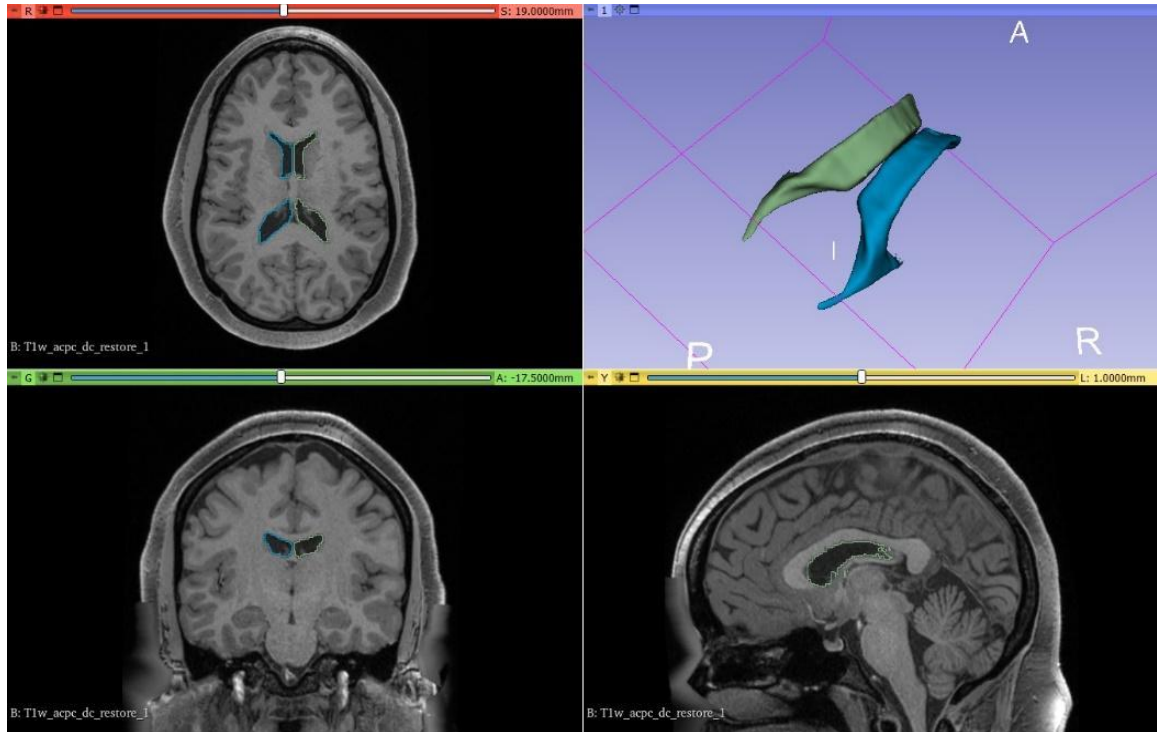 R S: 19.0000mm
1
A
I
P R
B: T1w_acpc_dc_restore_1
G A: -17.5000mm
Y L: 1.0000mm
B: T1w_acpc_dc_restore_1
B: T1w_acpc_dc_restore_1